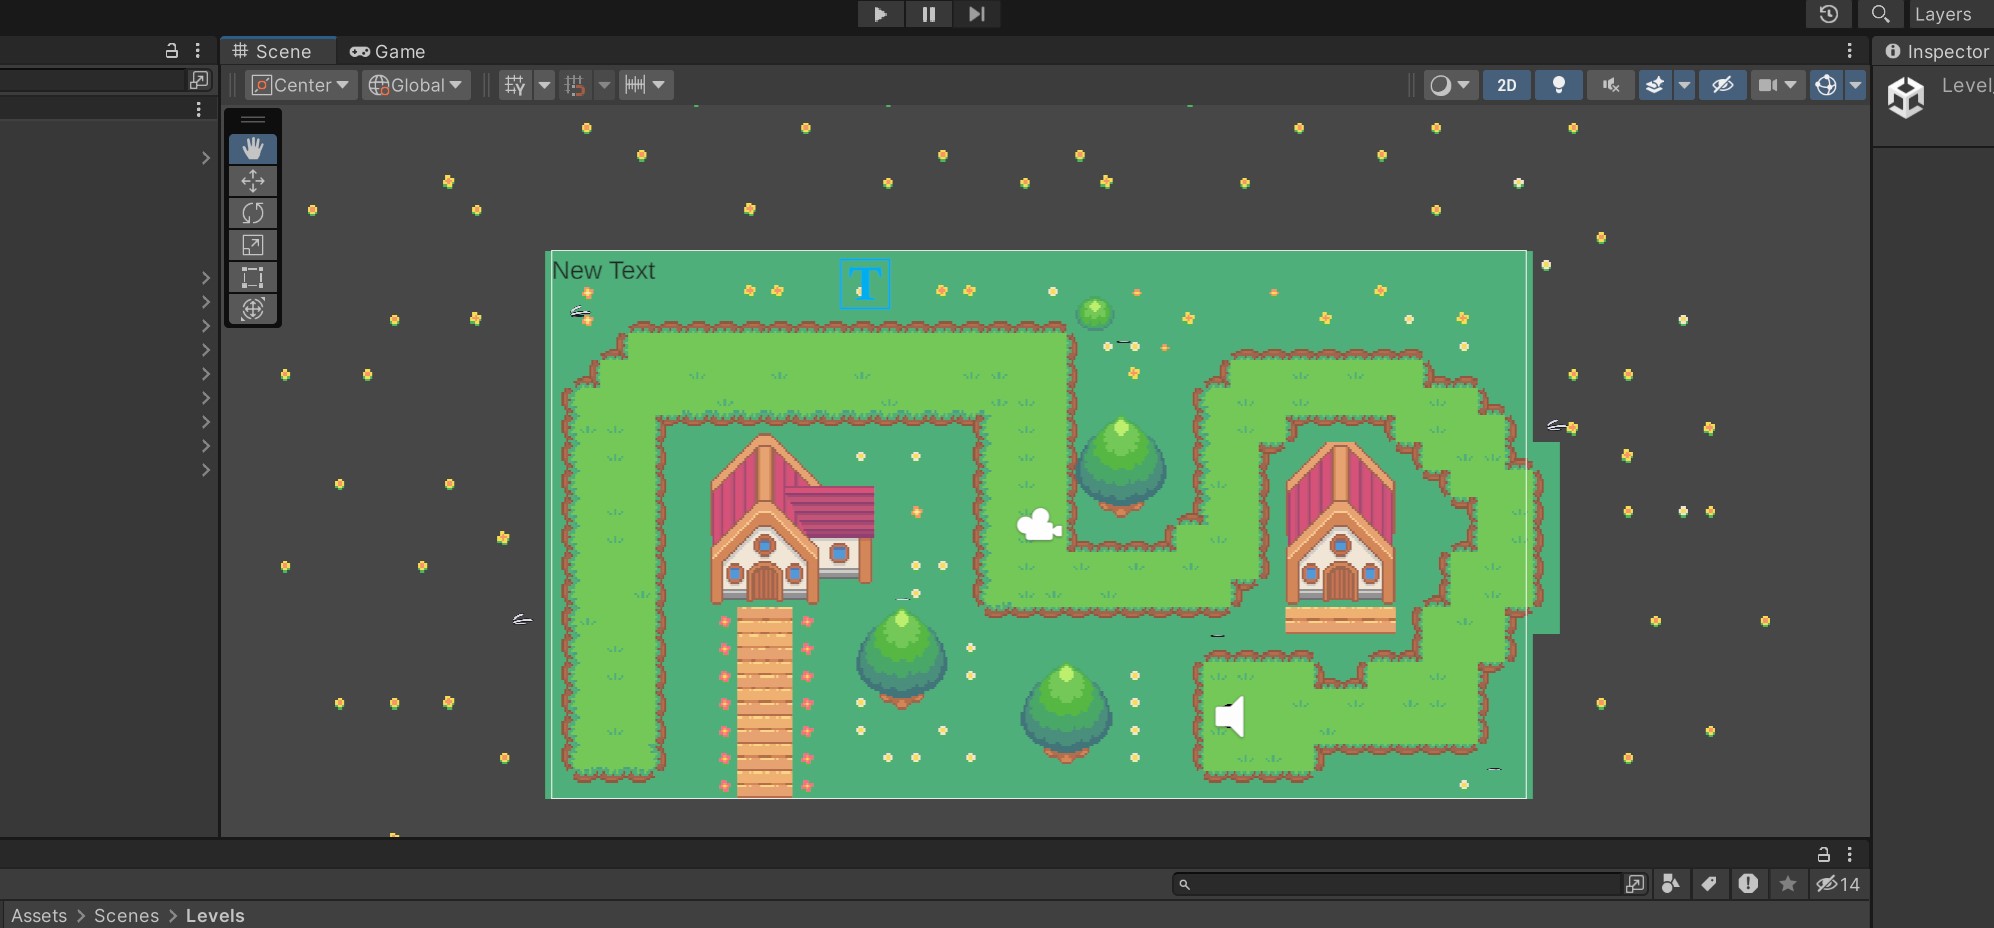 Layers
Scene
Game
Inspector
Center
Global
2D
Level
New Text
T
14
Assets > Scenes > Levels